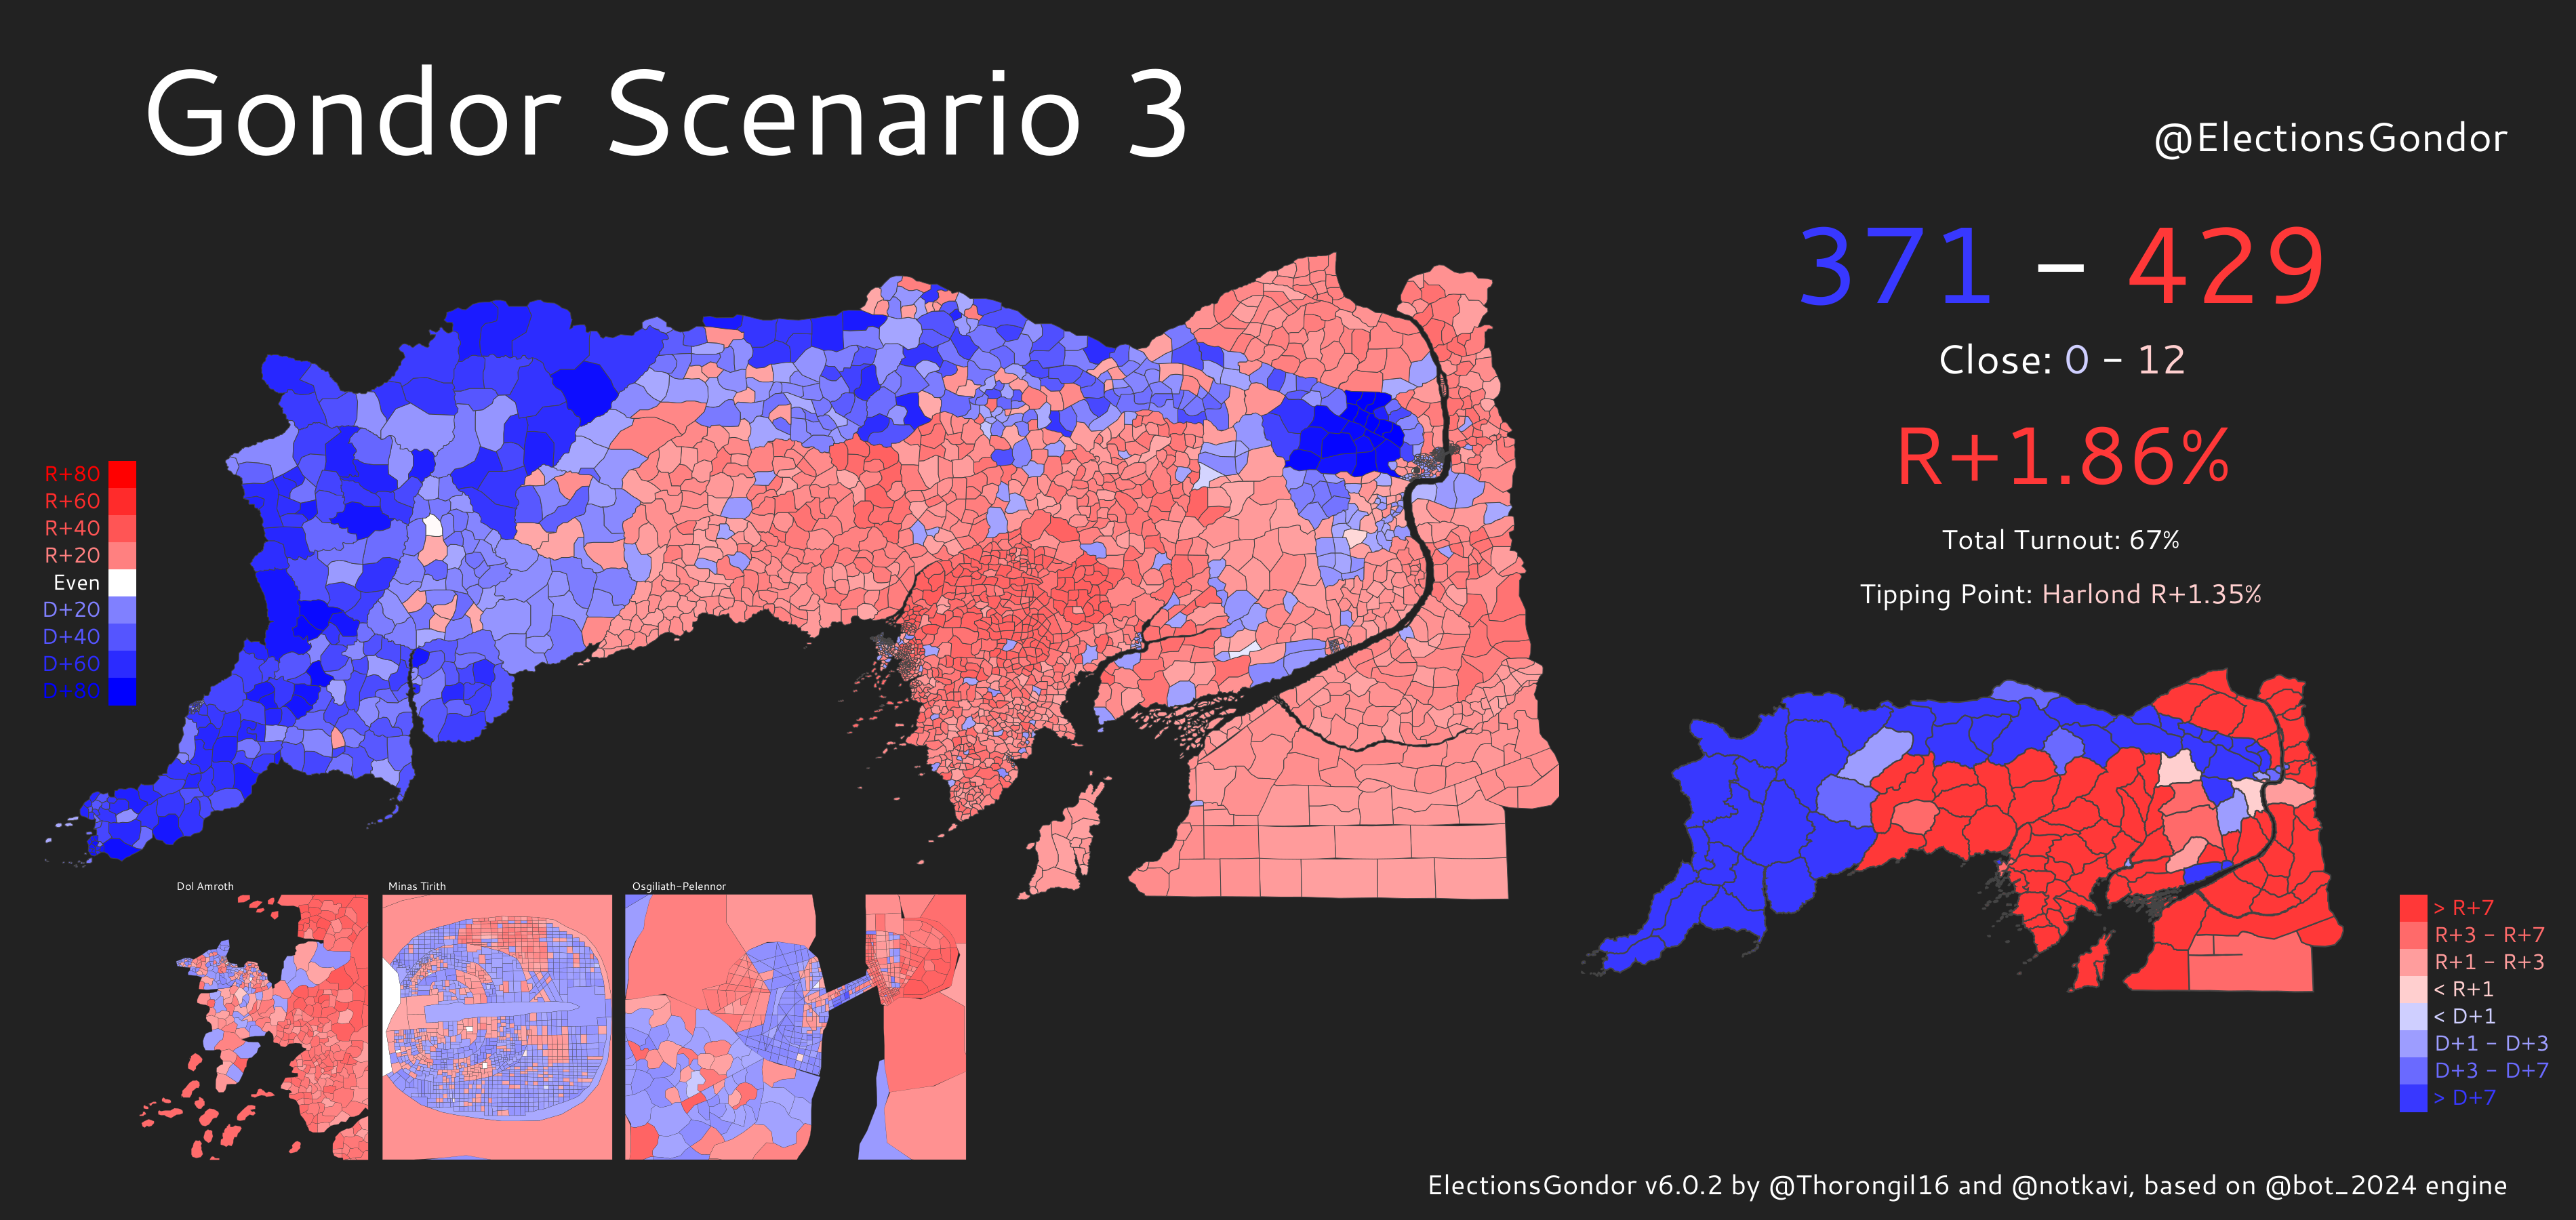 Gondor Scenario 3
@ElectionsGondor
371 – 429
Close: 0 – 12
R+1.86%
Total Turnout: 67%
Tipping Point: Harlond R+1.35%
R+80
R+60
R+40
R+20
Even
D+20
D+40
D+60
D+80
Dol Amroth
Minas Tirith
Osgiliath-Pelennor
> R+7
R+3 - R+7
R+1 - R+3
< R+1
< D+1
D+1 - D+3
D+3 - D+7
> D+7
ElectionsGondor v6.0.2 by @Thorongil16 and @notkavi, based on @bot_2024 engine